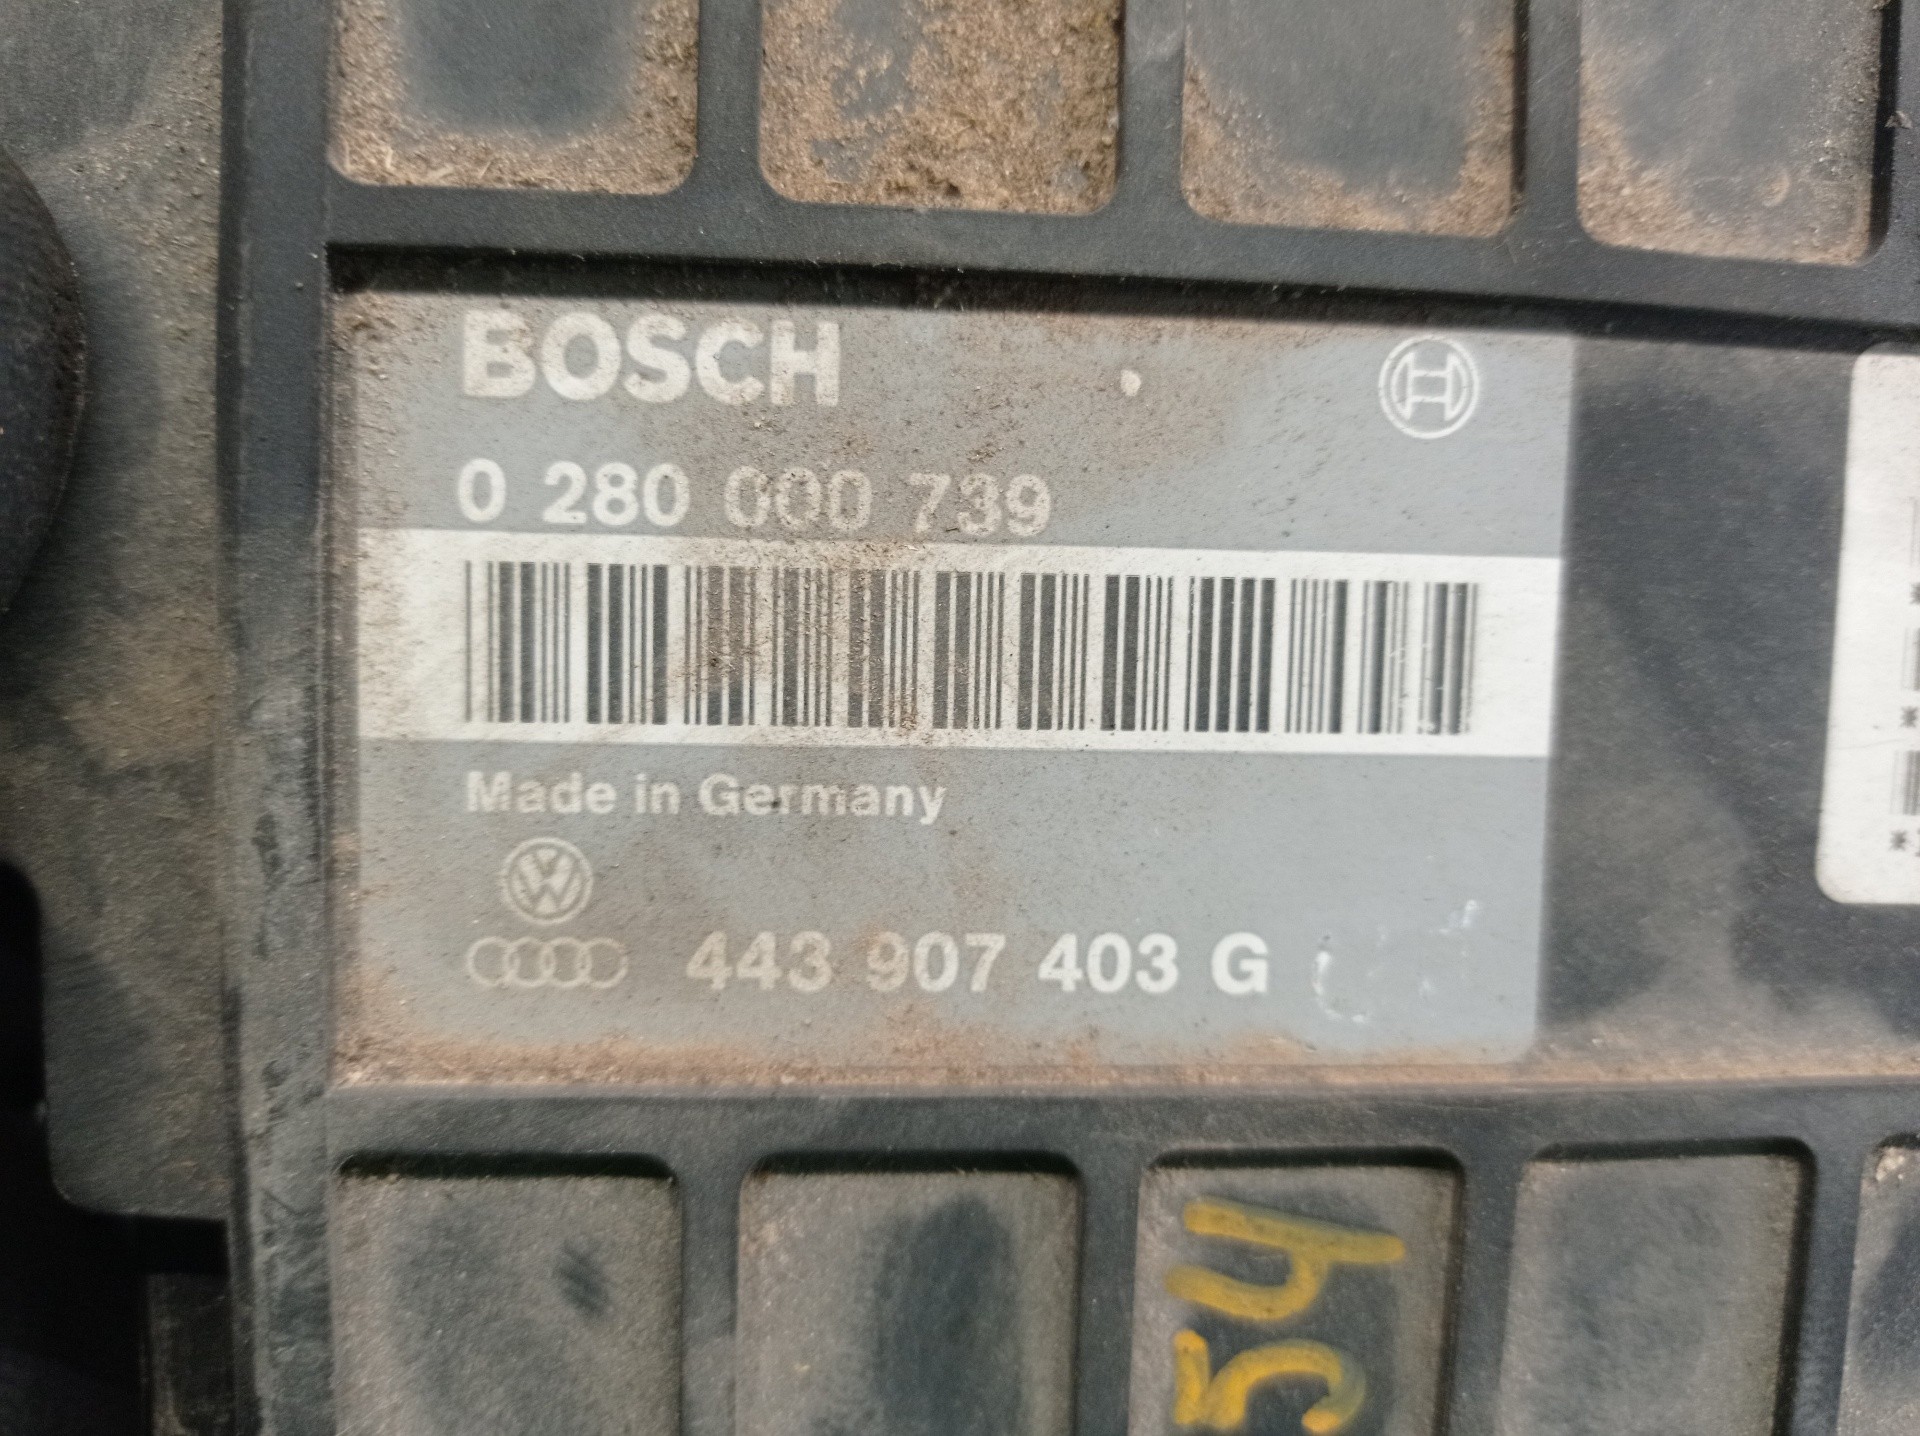 BOSCH
0 280 000 739
Made in Germany
443 907 403 G
54